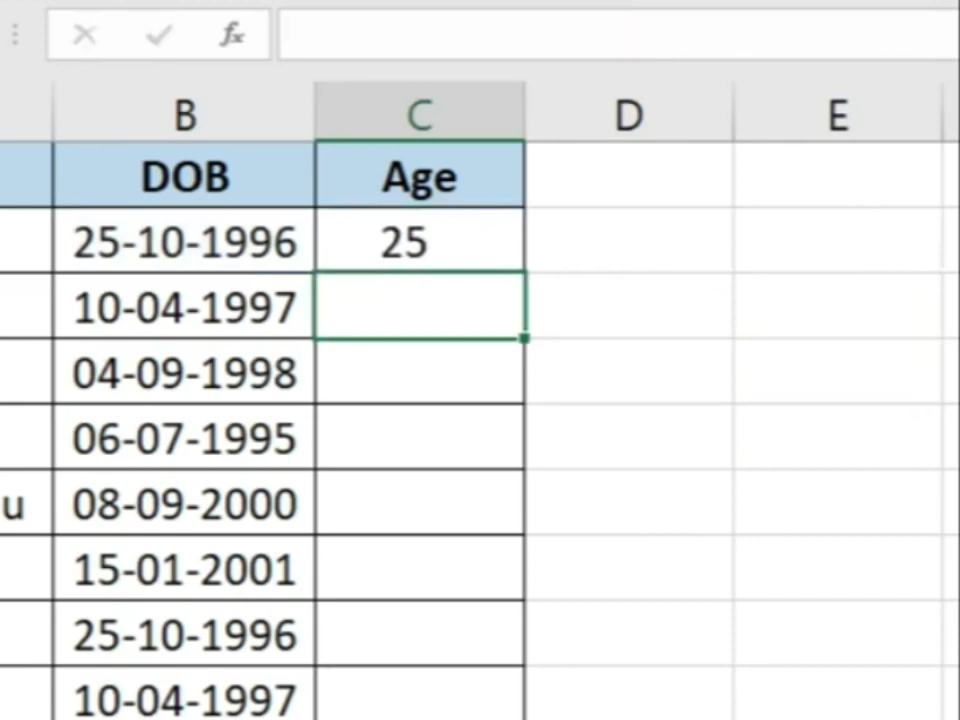 fx
B C D E
DOB Age
25-10-1996 25
10-04-1997
04-09-1998
06-07-1995
u 08-09-2000
15-01-2001
25-10-1996
10-04-1997